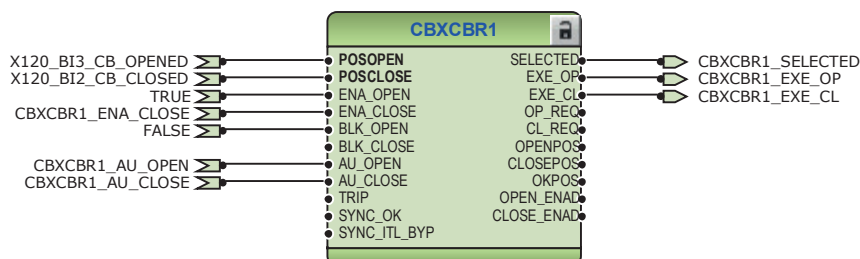 CBXCBR1
X120_BI3_CB_OPENED POSOPEN SELECTED CBXCBR1_SELECTED
X120_BI2_CB_CLOSED POSCLOSE EXE_OP CBXCBR1_EXE_OP
TRUE ENA_OPEN EXE_CL CBXCBR1_EXE_CL
CBXCBR1_ENA_CLOSE ENA_CLOSE OP_REQ
FALSE BLK_OPEN CL_REQ
BLK_CLOSE OPENPOS
CBXCBR1_AU_OPEN AU_OPEN CLOSEPOS
CBXCBR1_AU_CLOSE AU_CLOSE OKPOS
TRIP OPEN_ENAD
SYNC_OK CLOSE_ENAD
SYNC_ITL_BYP